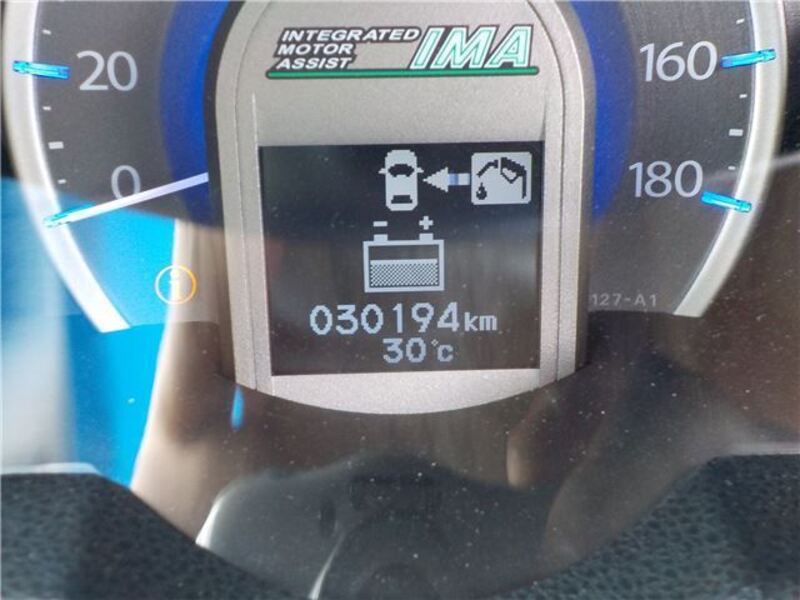 INTEGRATED
MOTOR
ASSIST
IMA
20
160
0
180
- +
127-A1
030194km
30°c